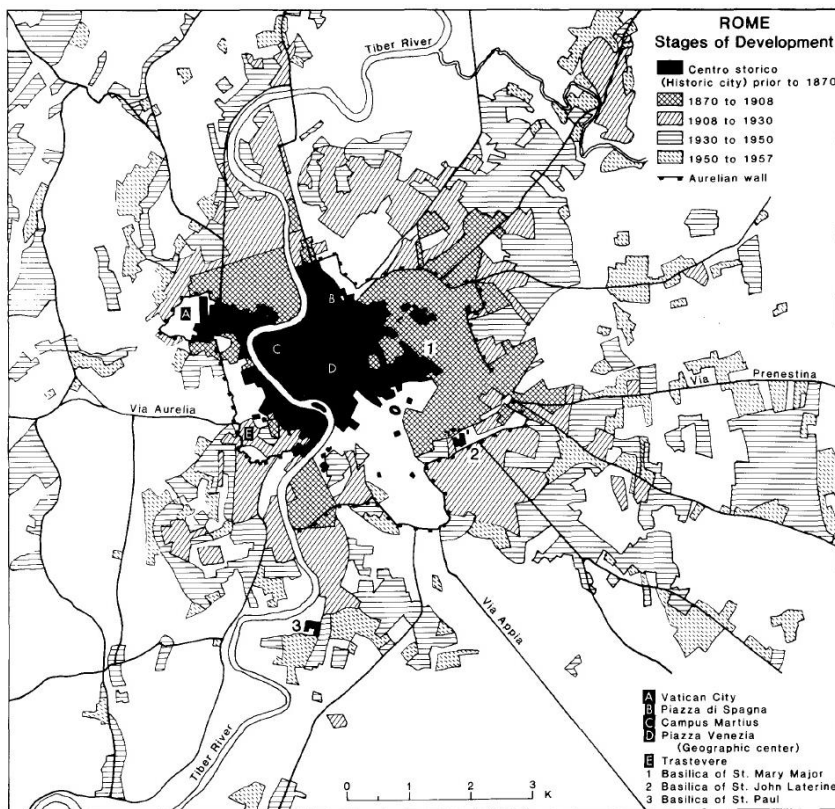 ROME
Stages of Development
Centro storico
(Historic city) prior to 1870
1870 to 1908
1908 to 1930
1930 to 1950
1950 to 1957
Aurelian wall
Tiber River
A
B
C
D
E
1
2
3
Via Aurelia
Via Prenestina
Via Appia
Tiber River
A Vatican City
B Piazza di Spagna
C Campus Martius
D Piazza Venezia
(Geographic center)
E Trastevere
1 Basilica of St. Mary Major
2 Basilica of St. John Laterino
3 Basilica of St. Paul
0 1 2 3
K